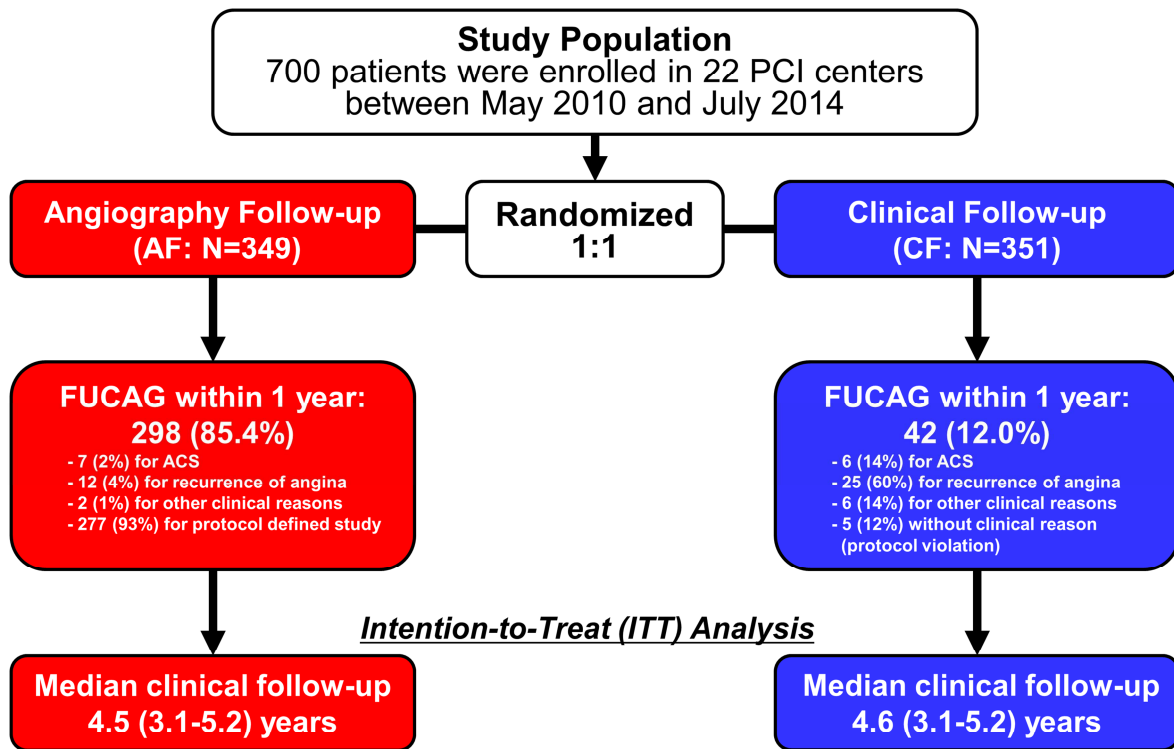 Study Population
700 patients were enrolled in 22 PCI centers
between May 2010 and July 2014
Angiography Follow-up
(AF: N=349)
Randomized
1:1
Clinical Follow-up
(CF: N=351)
FUCAG within 1 year:
298 (85.4%)
- 7 (2%) for ACS
- 12 (4%) for recurrence of angina
- 2 (1%) for other clinical reasons
- 277 (93%) for protocol defined study
FUCAG within 1 year:
42 (12.0%)
- 6 (14%) for ACS
- 25 (60%) for recurrence of angina
- 6 (14%) for other clinical reasons
- 5 (12%) without clinical reason
(protocol violation)
Intention-to-Treat (ITT) Analysis
Median clinical follow-up
4.5 (3.1-5.2) years
Median clinical follow-up
4.6 (3.1-5.2) years